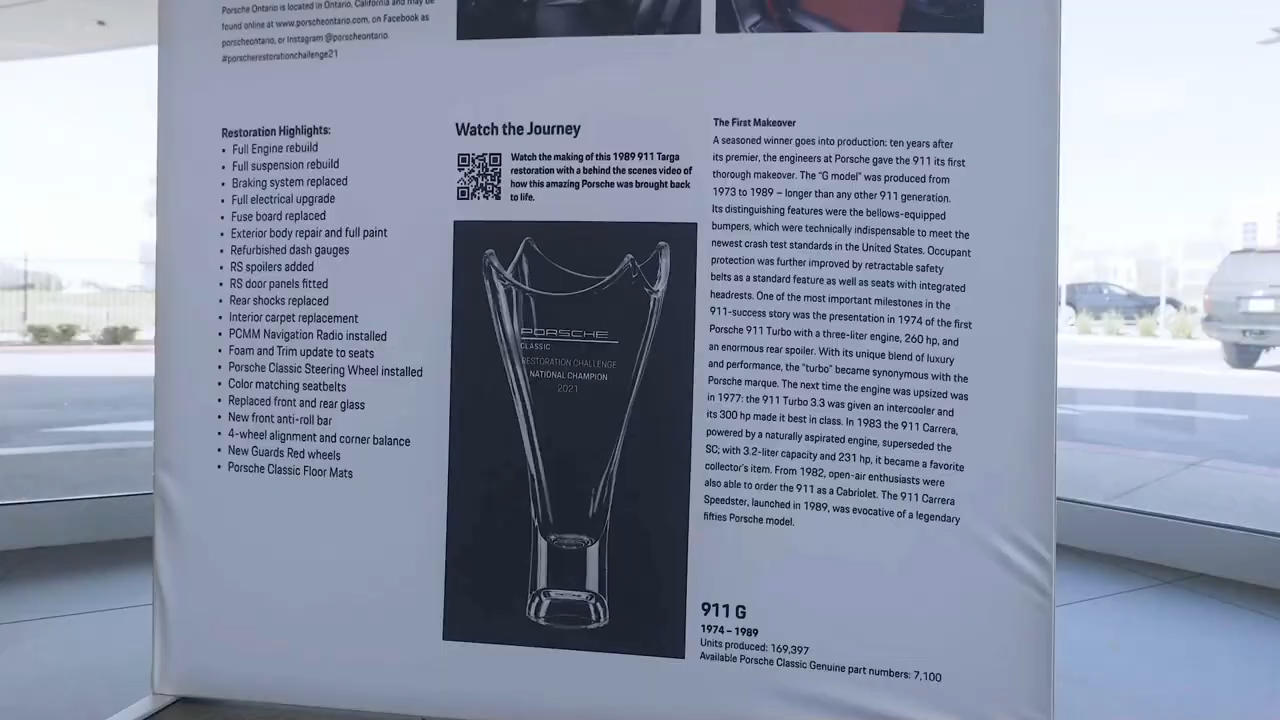 Porsche Ontario is located in Ontario, California and may be
found online at www.porscheontario.com, on Facebook as
porscheontario, or Instagram @porscheontario.
#porscherestorationchallenge21
Restoration Highlights:
• Full Engine rebuild
• Full suspension rebuild
• Braking system replaced
• Full electrical upgrade
• Fuse board replaced
• Exterior body repair and full paint
• Refurbished dash gauges
• RS spoilers added
• RS door panels fitted
• Rear shocks replaced
• Interior carpet replacement
• PCMM Navigation Radio installed
• Foam and Trim update to seats
• Porsche Classic Steering Wheel installed
• Color matching seatbelts
• Replaced front and rear glass
• New front anti-roll bar
• 4-wheel alignment and corner balance
• New Guards Red wheels
• Porsche Classic Floor Mats
Watch the Journey
Watch the making of this 1989 911 Targa
restoration with a behind the scenes video of
how this amazing Porsche was brought back
to life.
PORSCHE
CLASSIC
RESTORATION CHALLENGE
NATIONAL CHAMPION
2021
The First Makeover
A seasoned winner goes into production: ten years after
its premier, the engineers at Porsche gave the 911 its first
thorough makeover. The “G model” was produced from
1973 to 1989 – longer than any other 911 generation.
Its distinguishing features were the bellows-equipped
bumpers, which were technically indispensable to meet the
newest crash test standards in the United States. Occupant
protection was further improved by retractable safety
belts as a standard feature as well as seats with integrated
headrests. One of the most important milestones in the
911-success story was the presentation in 1974 of the first
Porsche 911 Turbo with a three-liter engine, 260 hp, and
an enormous rear spoiler. With its unique blend of luxury
and performance, the “turbo” became synonymous with the
Porsche marque. The next time the engine was upsized was
in 1977: the 911 Turbo 3.3 was given an intercooler and
its 300 hp made it best in class. In 1983 the 911 Carrera,
powered by a naturally aspirated engine, superseded the
SC; with 3.2-liter capacity and 231 hp, it became a favorite
collector’s item. From 1982, open-air enthusiasts were
also able to order the 911 as a Cabriolet. The 911 Carrera
Speedster, launched in 1989, was evocative of a legendary
fifties Porsche model.
911 G
1974 – 1989
Units produced: 169,397
Available Porsche Classic Genuine part numbers: 7,100